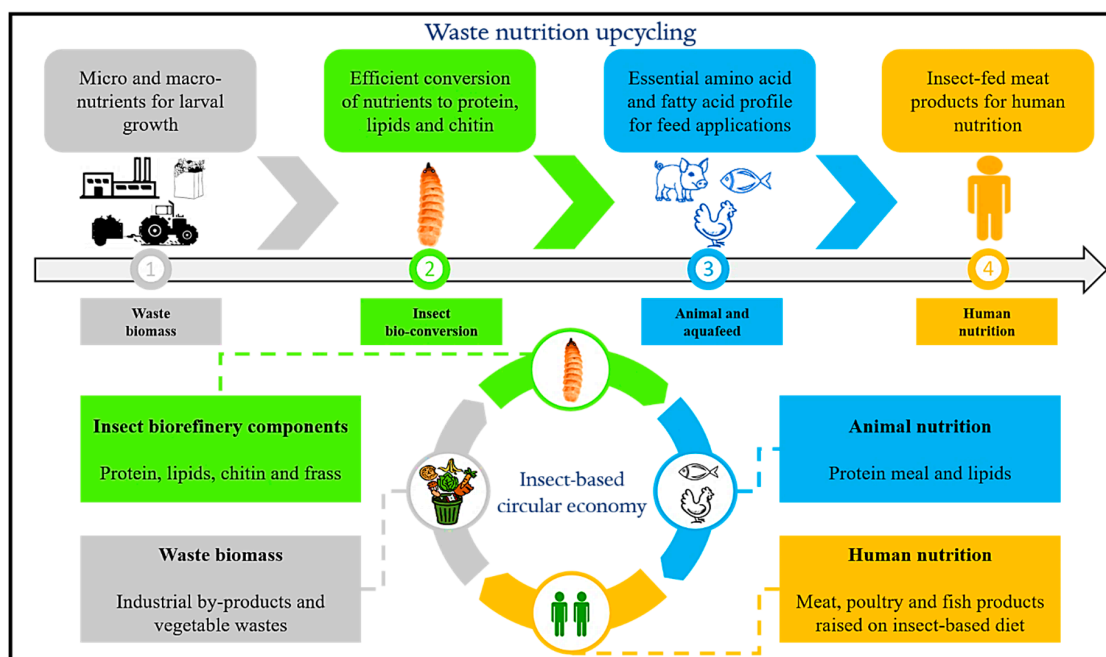 Waste nutrition upcycling
Micro and macro-
nutrients for larval
growth
Efficient conversion
of nutrients to protein,
lipids and chitin
Essential amino acid
and fatty acid profile
for feed applications
Insect-fed meat
products for human
nutrition
1
2
3
4
Waste
biomass
Insect
bio-conversion
Animal and
aquafeed
Human
nutrition
Insect biorefinery components
Protein, lipids, chitin and frass
Waste biomass
Industrial by-products and
vegetable wastes
Insect-based
circular economy
Animal nutrition
Protein meal and lipids
Human nutrition
Meat, poultry and fish products
raised on insect-based diet